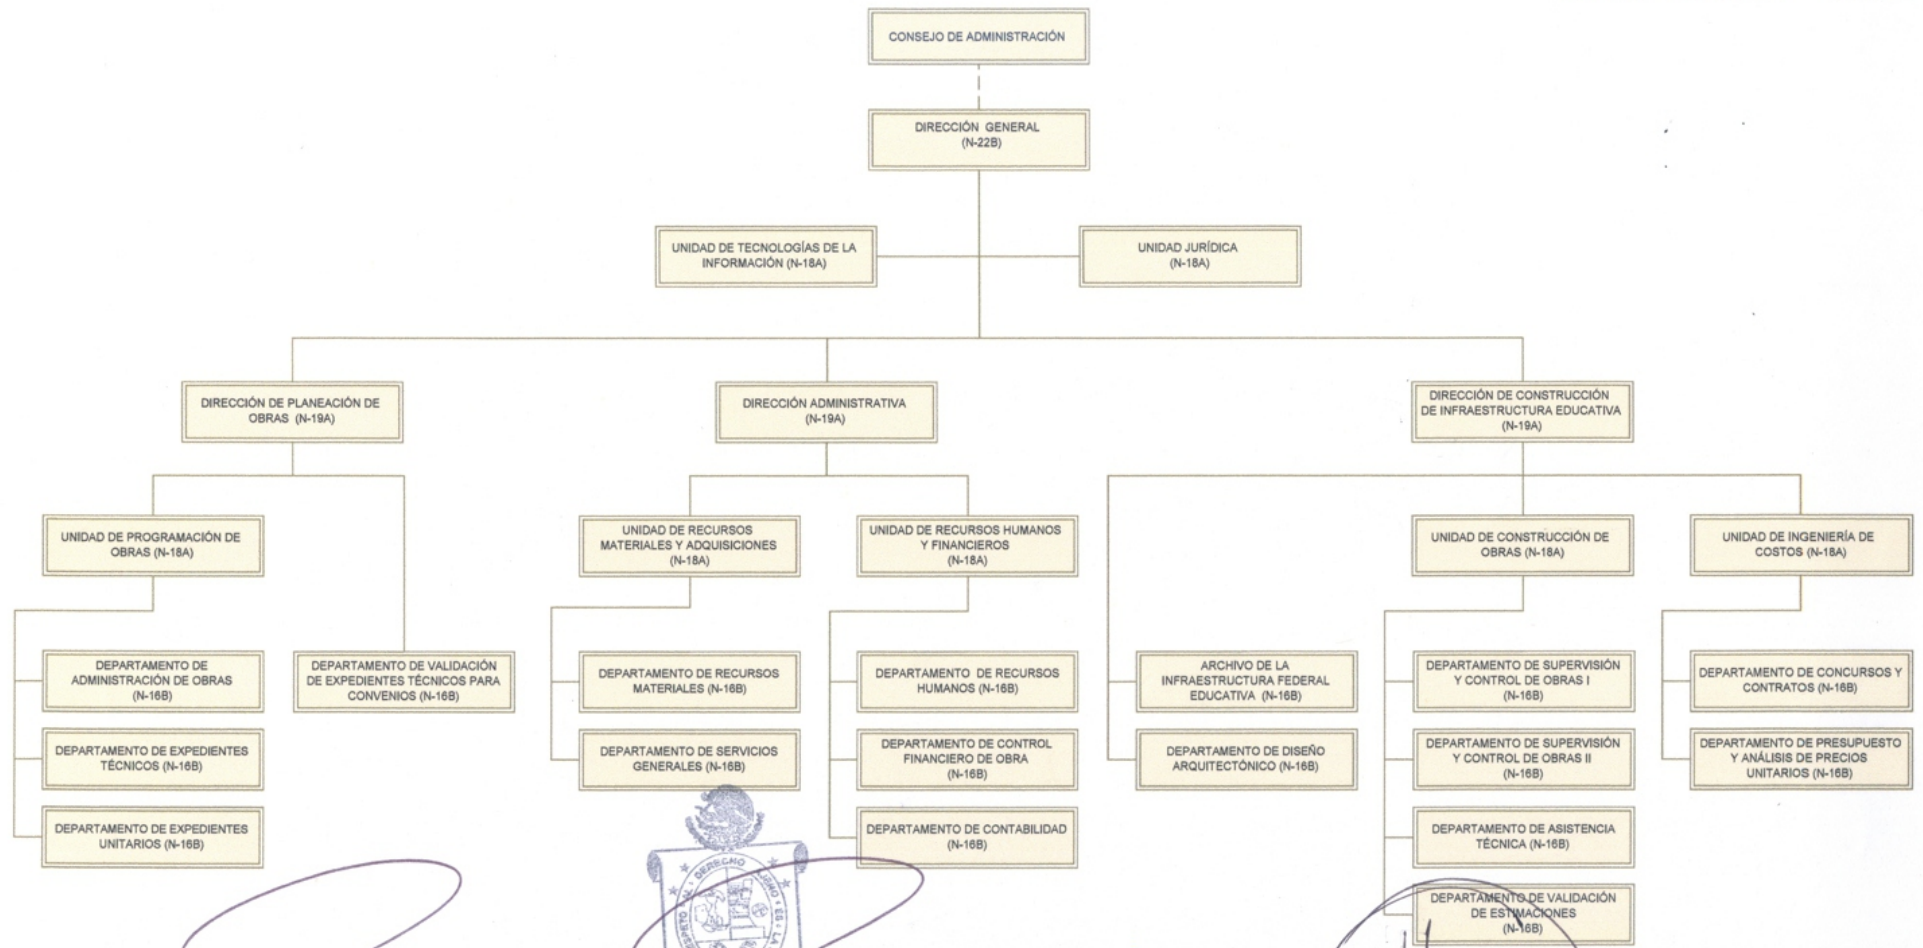 CONSEJO DE ADMINISTRACIÓN
DIRECCIÓN GENERAL
(N-22B)
UNIDAD DE TECNOLOGÍAS DE LA
INFORMACIÓN (N-18A)
UNIDAD JURÍDICA
(N-18A)
DIRECCIÓN DE PLANEACIÓN DE
OBRAS (N-19A)
DIRECCIÓN ADMINISTRATIVA
(N-19A)
DIRECCIÓN DE CONSTRUCCIÓN
DE INFRAESTRUCTURA EDUCATIVA
(N-19A)
UNIDAD DE PROGRAMACIÓN DE
OBRAS (N-18A)
UNIDAD DE RECURSOS
MATERIALES Y ADQUISICIONES
(N-18A)
UNIDAD DE RECURSOS HUMANOS
Y FINANCIEROS
(N-18A)
UNIDAD DE CONSTRUCCIÓN DE
OBRAS (N-18A)
UNIDAD DE INGENIERÍA DE
COSTOS (N-18A)
DEPARTAMENTO DE
ADMINISTRACIÓN DE OBRAS
(N-16B)
DEPARTAMENTO DE VALIDACIÓN
DE EXPEDIENTES TÉCNICOS PARA
CONVENIOS (N-16B)
DEPARTAMENTO DE RECURSOS
MATERIALES (N-16B)
DEPARTAMENTO DE RECURSOS
HUMANOS (N-16B)
ARCHIVO DE LA
INFRAESTRUCTURA FEDERAL
EDUCATIVA (N-16B)
DEPARTAMENTO DE SUPERVISIÓN
Y CONTROL DE OBRAS I
(N-16B)
DEPARTAMENTO DE CONCURSOS Y
CONTRATOS (N-16B)
DEPARTAMENTO DE EXPEDIENTES
TÉCNICOS (N-16B)
DEPARTAMENTO DE SERVICIOS
GENERALES (N-16B)
DEPARTAMENTO DE CONTROL
FINANCIERO DE OBRA
(N-16B)
DEPARTAMENTO DE DISEÑO
ARQUITECTÓNICO (N-16B)
DEPARTAMENTO DE SUPERVISIÓN
Y CONTROL DE OBRAS II
(N-16B)
DEPARTAMENTO DE PRESUPUESTO
Y ANÁLISIS DE PRECIOS
UNITARIOS (N-16B)
DEPARTAMENTO DE EXPEDIENTES
UNITARIOS (N-16B)
DEPARTAMENTO DE CONTABILIDAD
(N-16B)
DEPARTAMENTO DE ASISTENCIA
TÉCNICA (N-16B)
DEPARTAMENTO DE VALIDACIÓN
DE ESTIMACIONES
(N-16B)
DERECHO
ES LA